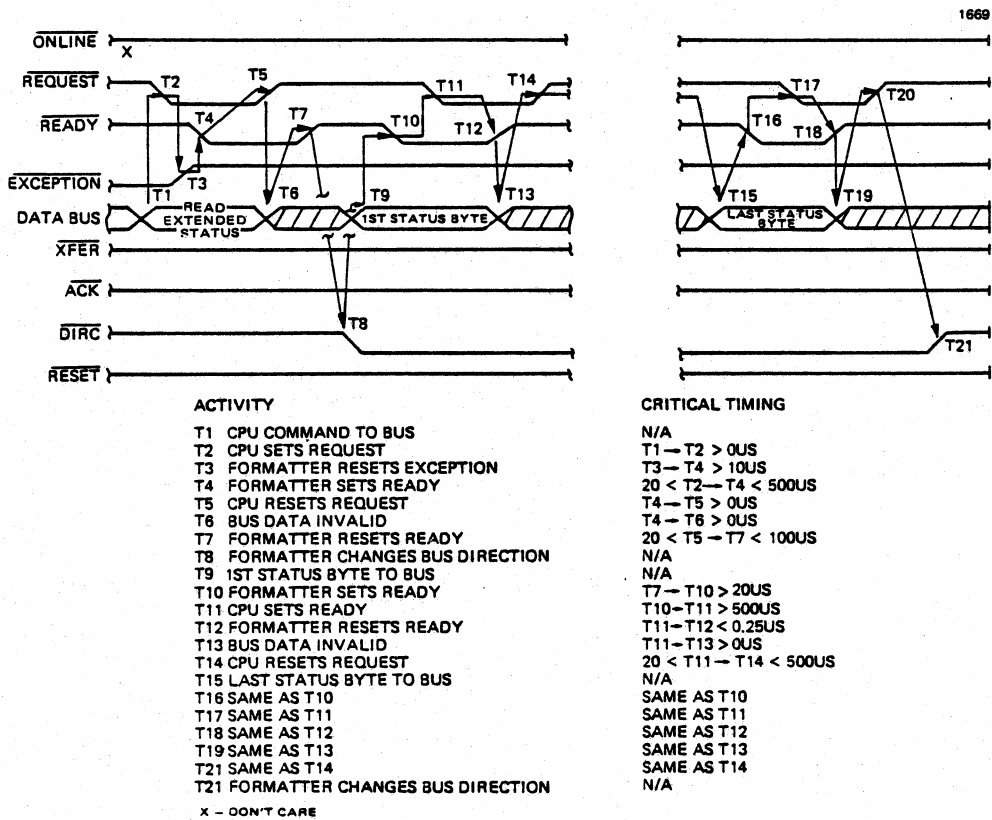 1669
ONLINE
X
REQUEST T2 T5 T11 T14 T17 T20
READY T4 T7 T10 T12 T16 T18
EXCEPTION T3
T1 T6 T9 T13 T15 T19
DATA BUS READ EXTENDED STATUS 1ST STATUS BYTE LAST STATUS BYTE
XFER
ACK
DIRC T8 T21
RESET
ACTIVITY CRITICAL TIMING
T1 CPU COMMAND TO BUS N/A
T2 CPU SETS REQUEST T1→T2 > 0US
T3 FORMATTER RESETS EXCEPTION T3→T4 > 10US
T4 FORMATTER SETS READY 20 < T2→T4 < 500US
T5 CPU RESETS REQUEST T4→T5 > 0US
T6 BUS DATA INVALID T4→T6 > 0US
T7 FORMATTER RESETS READY 20 < T5→T7 < 100US
T8 FORMATTER CHANGES BUS DIRECTION N/A
T9 1ST STATUS BYTE TO BUS N/A
T10 FORMATTER SETS READY T7→T10 > 20US
T11 CPU SETS READY T10→T11 > 500US
T12 FORMATTER RESETS READY T11→T12 < 0.25US
T13 BUS DATA INVALID T11→T13 > 0US
T14 CPU RESETS REQUEST 20 < T11→T14 < 500US
T15 LAST STATUS BYTE TO BUS N/A
T16 SAME AS T10 SAME AS T10
T17 SAME AS T11 SAME AS T11
T18 SAME AS T12 SAME AS T12
T19 SAME AS T13 SAME AS T13
T21 SAME AS T14 SAME AS T14
T21 FORMATTER CHANGES BUS DIRECTION N/A
X – DON'T CARE